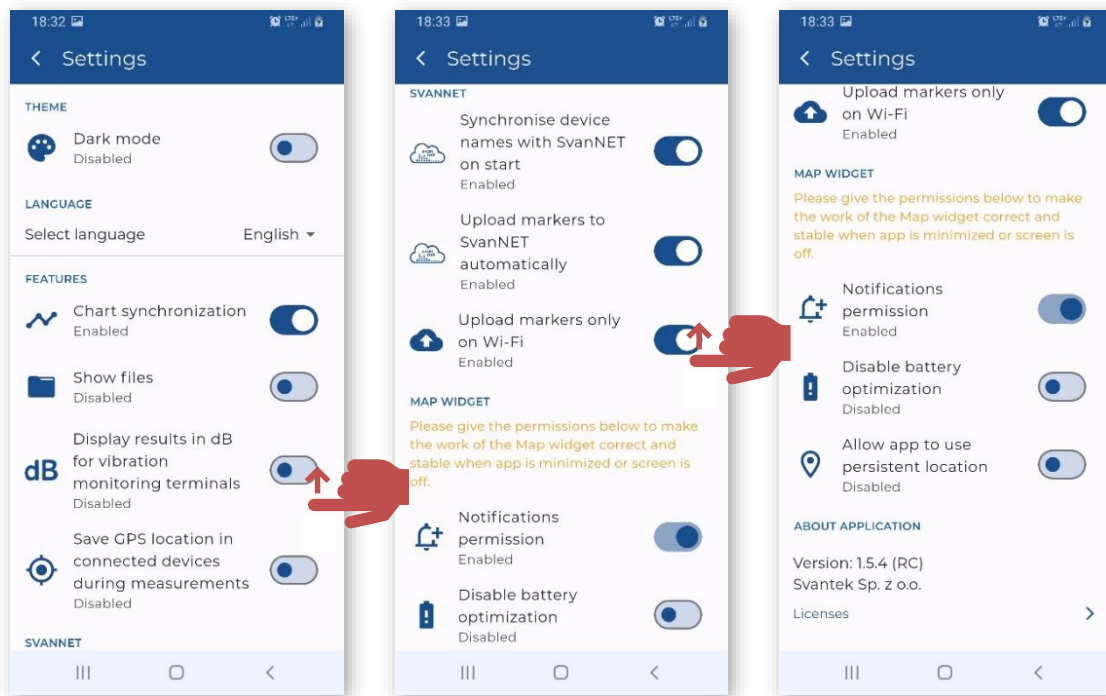 18:32
LTE+
Settings
THEME
Dark mode
Disabled
LANGUAGE
Select language English
FEATURES
Chart synchronization
Enabled
Show files
Disabled
dB
Display results in dB
for vibration
monitoring terminals
Disabled
Save GPS location in
connected devices
during measurements
Disabled
SVANNET
18:33
LTE+
Settings
SVANNET
Synchronise device
names with SvanNET
on start
Enabled
Upload markers to
SvanNET
automatically
Enabled
Upload markers only
on Wi-Fi
Enabled
MAP WIDGET
Please give the permissions below to make
the work of the Map widget correct and
stable when app is minimized or screen is
off.
Notifications
permission
Enabled
Disable battery
optimization
Disabled
18:33
LTE+
Settings
Upload markers only
on Wi-Fi
Enabled
MAP WIDGET
Please give the permissions below to make
the work of the Map widget correct and
stable when app is minimized or screen is
off.
Notifications
permission
Enabled
Disable battery
optimization
Disabled
Allow app to use
persistent location
Disabled
ABOUT APPLICATION
Version: 1.5.4 (RC)
Svantek Sp. z o.o.
Licenses